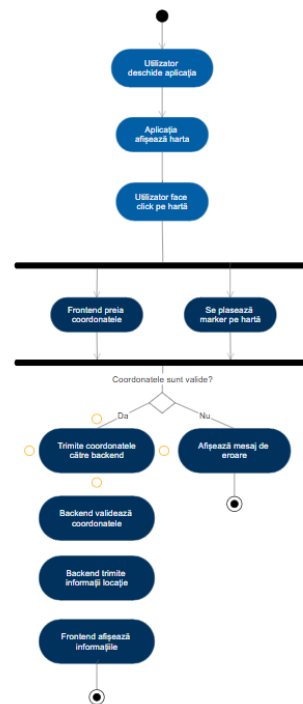 Utilizator
deschide aplicația
Aplicația
afișează harta
Utilizator face
click pe hartă
Frontend preia
coordonatele
Se plasează
marker pe hartă
Coordonatele sunt valide?
Da
Nu
Trimite coordonatele
către backend
Afișează mesaj de
eroare
Backend validează
coordonatele
Backend trimite
informații locație
Frontend afișează
informațiile